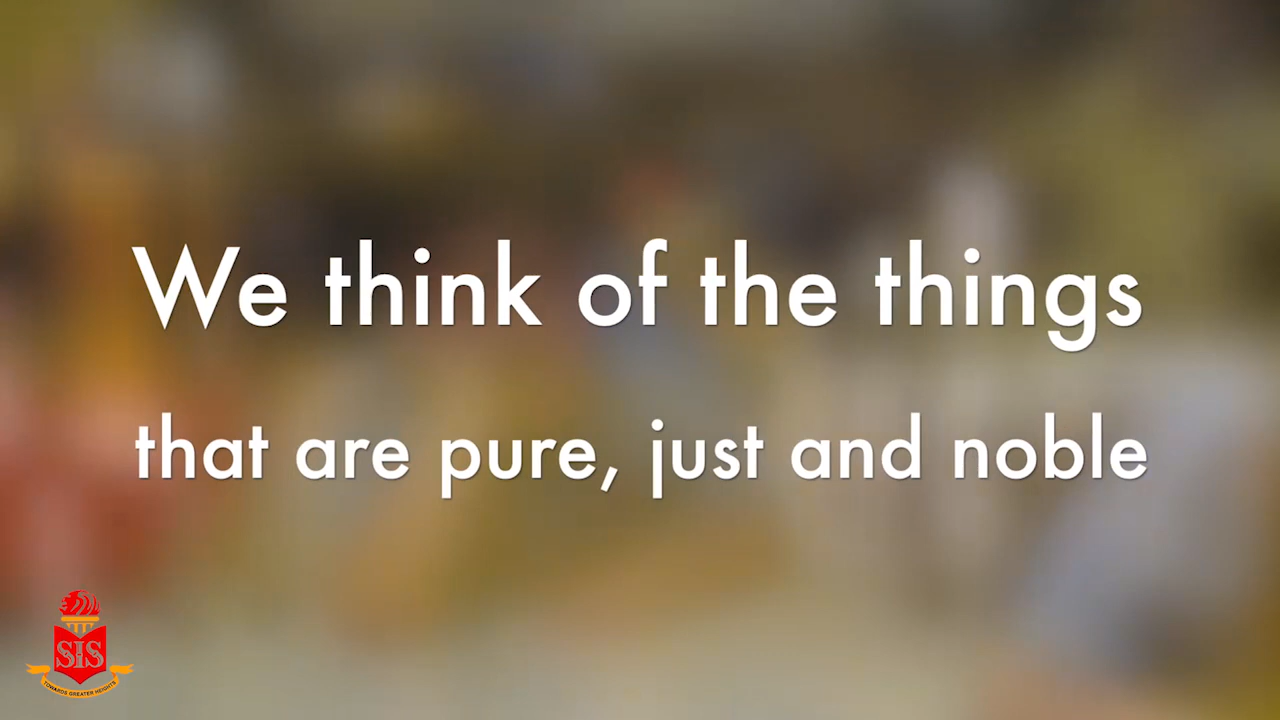 We think of the things
that are pure, just and noble
SIS
TOWARDS GREATER HEIGHTS